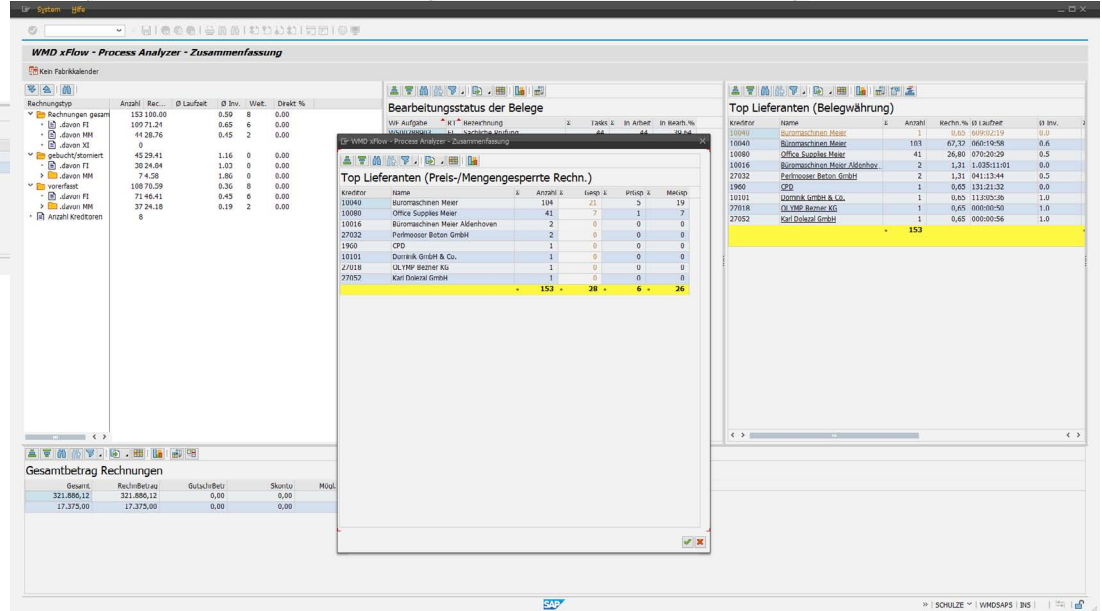 System Hilfe
WMD xFlow - Process Analyzer - Zusammenfassung
Kein Fabrikkalender
Rechnungstyp Anzahl Rec... Ø Laufzeit Ø Inv. Weit. Direkt %
Rechnungen gesam 153 100.00 0.59 8 0.00
.davon FI 109 71.24 0.65 6 0.00
.davon MM 44 28.76 0.45 2 0.00
.davon XI 0
gebucht/storniert 45 29.41 1.16 0 0.00
.davon FI 38 24.84 1.03 0 0.00
.davon MM 7 4.58 1.86 0 0.00
vorerfasst 108 70.59 0.36 8 0.00
.davon FI 71 46.41 0.45 6 0.00
.davon MM 37 24.18 0.19 2 0.00
Anzahl Kreditoren 8
Bearbeitungsstatus der Belege
WF Aufgabe RT Bezeichnung Σ Tasks Σ In Arbeit In Bearb.%
WS00288903 FI Sachliche Prüfung 44 44 39,64
WMD xFlow - Process Analyzer - Zusammenfassung
Top Lieferanten (Preis-/Mengengesperrte Rechn.)
Kreditor Name Σ Anzahl Σ Gesp Σ PrGsp Σ MeGsp
10040 Büromaschinen Meier 104 21 5 19
10080 Office Supplies Meier 41 7 1 7
10016 Büromaschinen Meier Aldenhoven 2 0 0 0
27032 Perlmooser Beton GmbH 2 0 0 0
1960 CPD 1 0 0 0
10101 Dominik GmbH & Co. 1 0 0 0
27018 OLYMP Bezner KG 1 0 0 0
27052 Karl Dolezal GmbH 1 0 0 0
153 28 6 26
Top Lieferanten (Belegwährung)
Kreditor Name Σ Anzahl Rechn.% Ø Laufzeit Ø Inv.
10040 Büromaschinen Meier 1 0,65 609:02:19 0.0
10040 Büromaschinen Meier 103 67,32 060:19:58 0.6
10080 Office Supplies Meier 41 26,80 070:20:29 0.5
10016 Büromaschinen Meier Aldenhov 2 1,31 1.035:11:01 0.0
27032 Perlmooser Beton GmbH 2 1,31 041:13:44 0.5
1960 CPD 1 0,65 131:21:32 0.0
10101 Dominik GmbH & Co. 1 0,65 113:05:36 1.0
27018 OLYMP Bezner KG 1 0,65 000:00:50 1.0
27052 Karl Dolezal GmbH 1 0,65 000:00:56 1.0
153
Gesamtbetrag Rechnungen
Gesamt RechnBetrag GutschrBetr Skonto Mögl.
321.886,12 321.886,12 0,00 0,00
17.375,00 17.375,00 0,00 0,00
SAP
SCHULZE WMDSAP5 INS